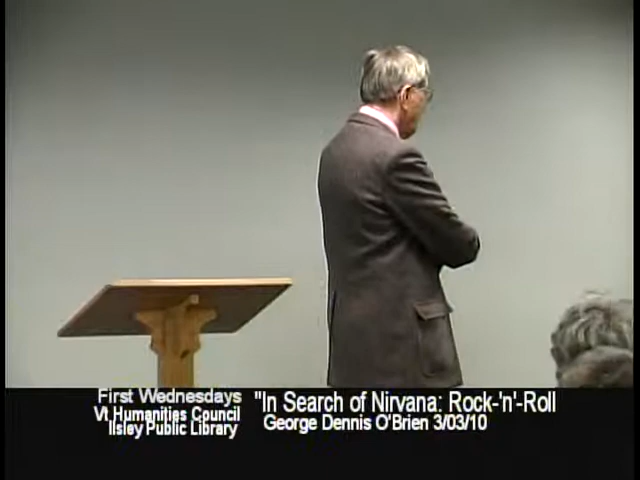 First Wednesdays
Vt Humanities Council
Ilsley Public Library
"In Search of Nirvana: Rock-'n'-Roll
George Dennis O'Brien 3/03/10